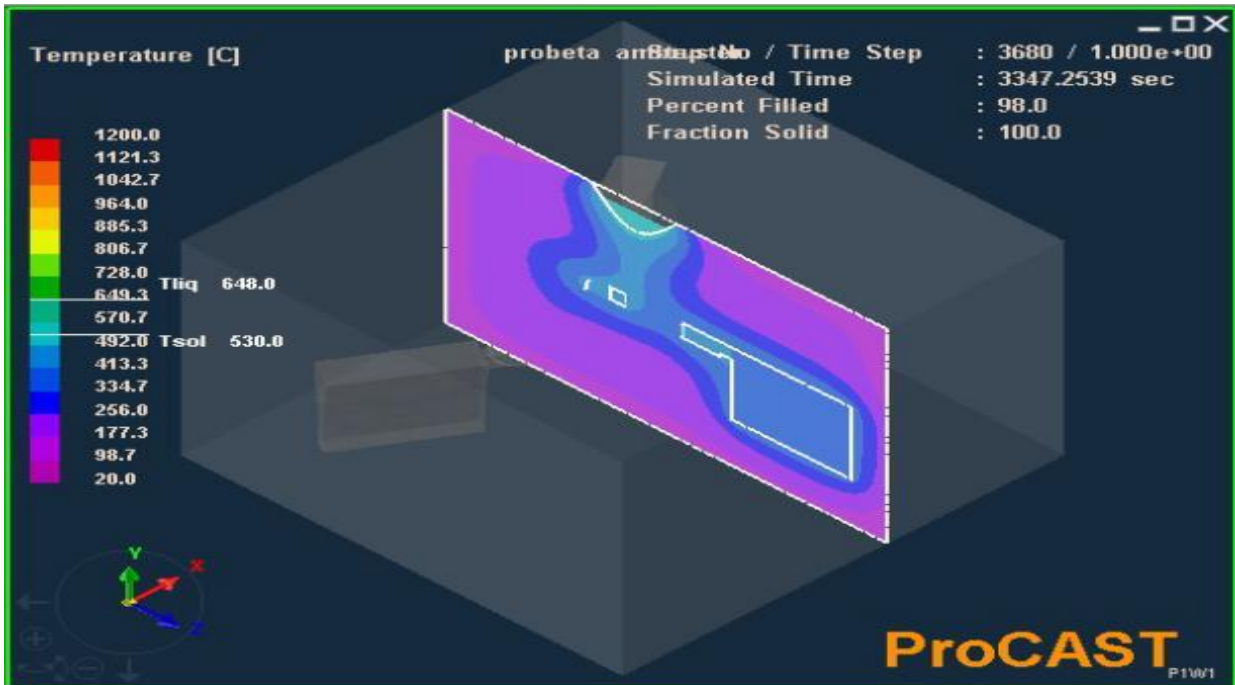 Temperature [C]
probeta
Step No / Time Step : 3680 / 1.000e+00
Simulated Time : 3347.2539 sec
Percent Filled : 98.0
Fraction Solid : 100.0
1200.0
1121.3
1042.7
964.0
885.3
806.7
728.0
Tliq 648.0
649.3
570.7
492.0 Tsol 530.0
413.3
334.7
256.0
177.3
98.7
20.0
Y
X
Z
ProCAST
P1W1